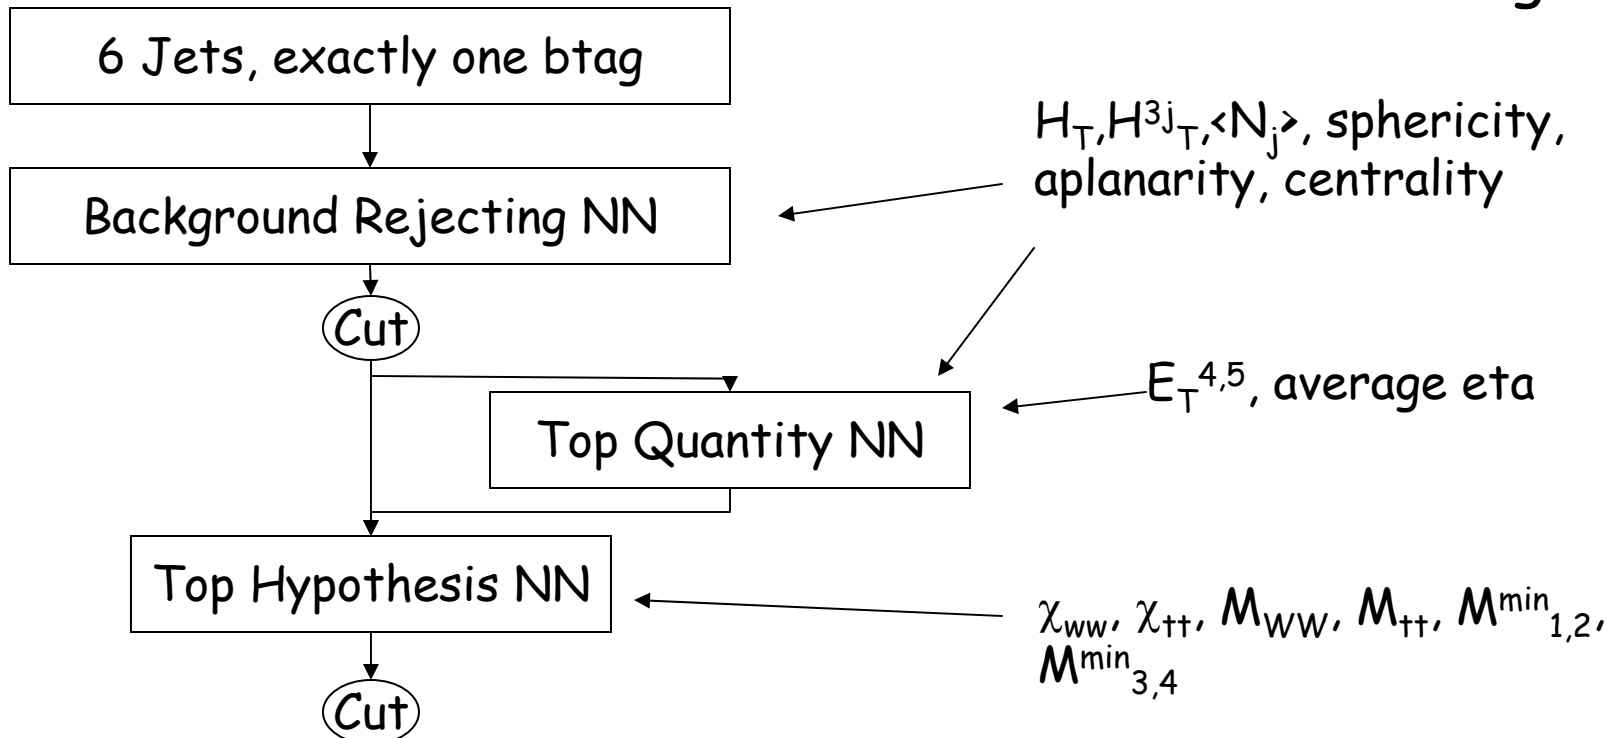 6 Jets, exactly one btag
H_T,H^3j_T,<N_j>, sphericity,
aplanarity, centrality
Background Rejecting NN
Cut
E_T^4,5, average eta
Top Quantity NN
Top Hypothesis NN
χ_ww, χ_tt, M_WW, M_tt, M^min_1,2,
M^min_3,4
Cut